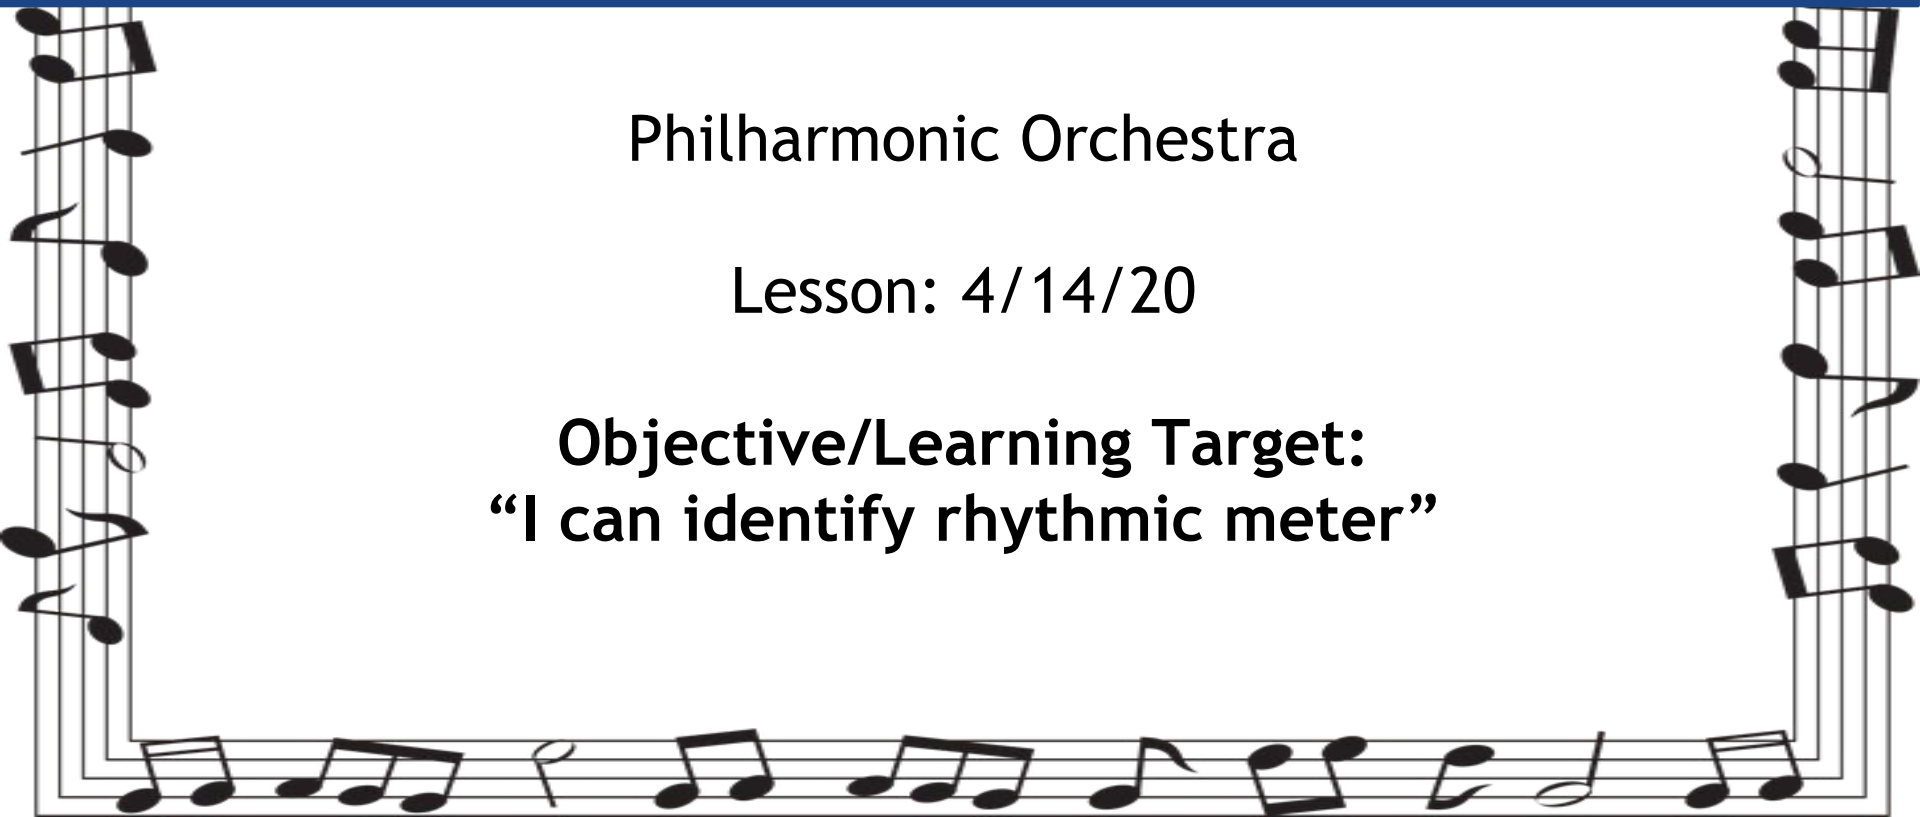 Philharmonic Orchestra
Lesson: 4/14/20
Objective/Learning Target:
“I can identify rhythmic meter”